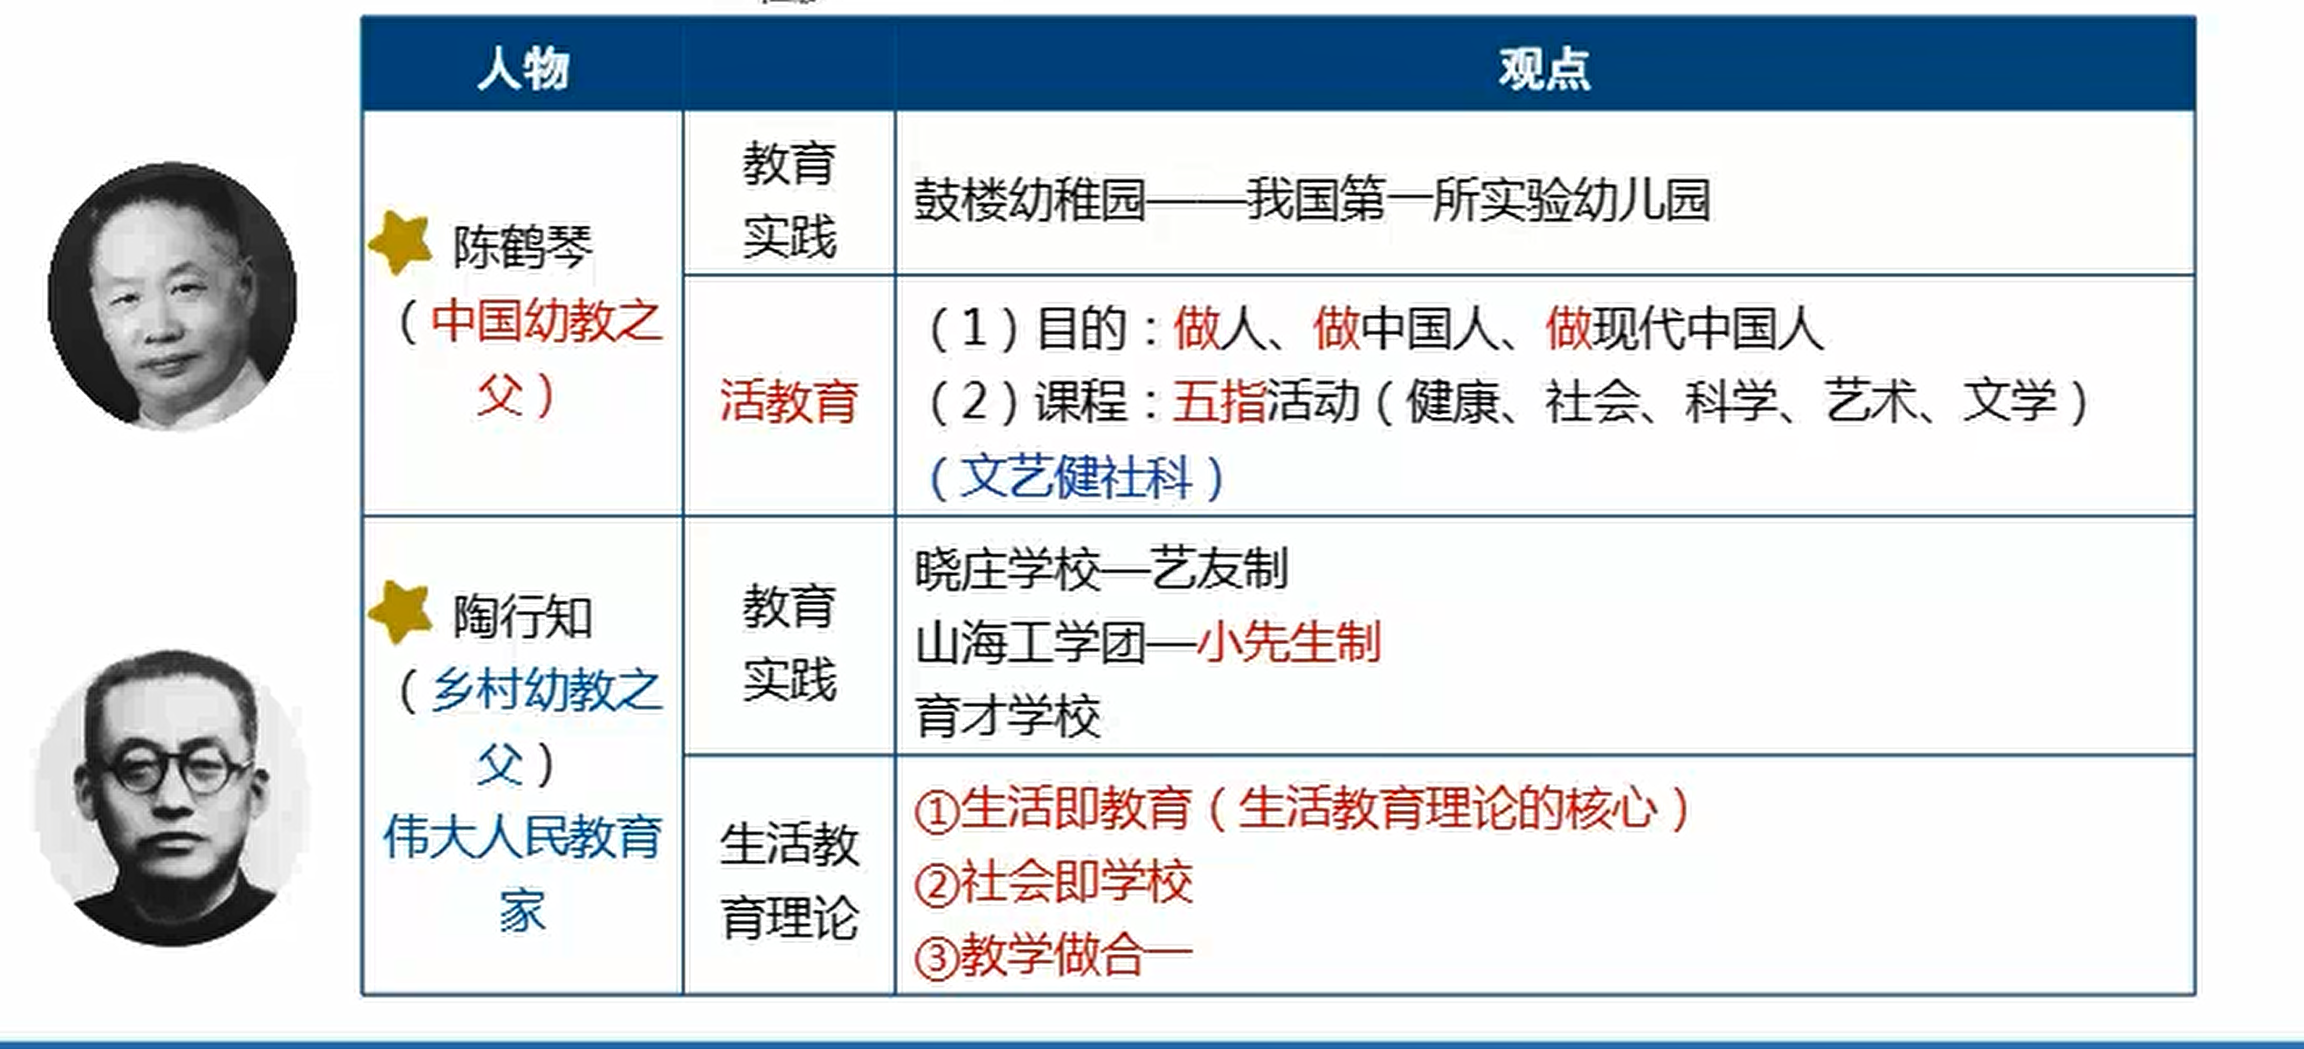 人物
观点
陈鹤琴
（中国幼教之
父）
教育
实践
鼓楼幼稚园——我国第一所实验幼儿园
活教育
（1）目的：做人、做中国人、做现代中国人
（2）课程：五指活动（健康、社会、科学、艺术、文学）
（文艺健社科）
陶行知
（乡村幼教之
父）
伟大人民教育
家
教育
实践
晓庄学校—艺友制
山海工学团—小先生制
育才学校
生活教
育理论
①生活即教育（生活教育理论的核心）
②社会即学校
③教学做合一